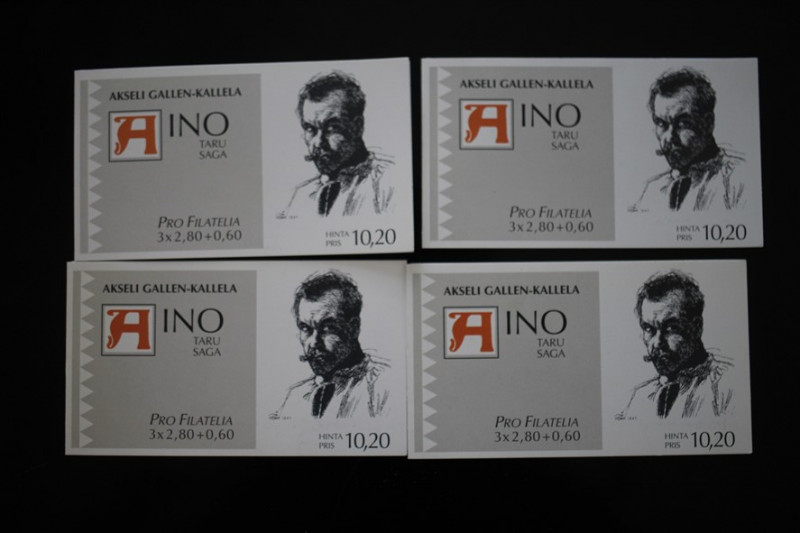 AKSELI GALLEN-KALLELA
AINO
TARU
SAGA
PRO FILATELIA
3x2,80+0,60
HINTA
PRIS 10,20
AKSELI GALLEN-KALLELA
AINO
TARU
SAGA
PRO FILATELIA
3x2,80+0,60
HINTA
PRIS 10,20
AKSELI GALLEN-KALLELA
AINO
TARU
SAGA
PRO FILATELIA
3x2,80+0,60
HINTA
PRIS 10,20
AKSELI GALLEN-KALLELA
AINO
TARU
SAGA
PRO FILATELIA
3x2,80+0,60
HINTA
PRIS 10,20